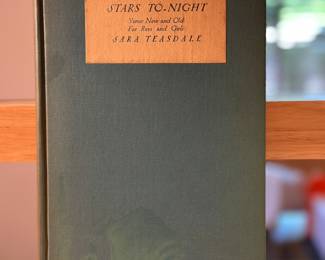 STARS TO-NIGHT
Verses New and Old
For Boys and Girls
SARA TEASDALE